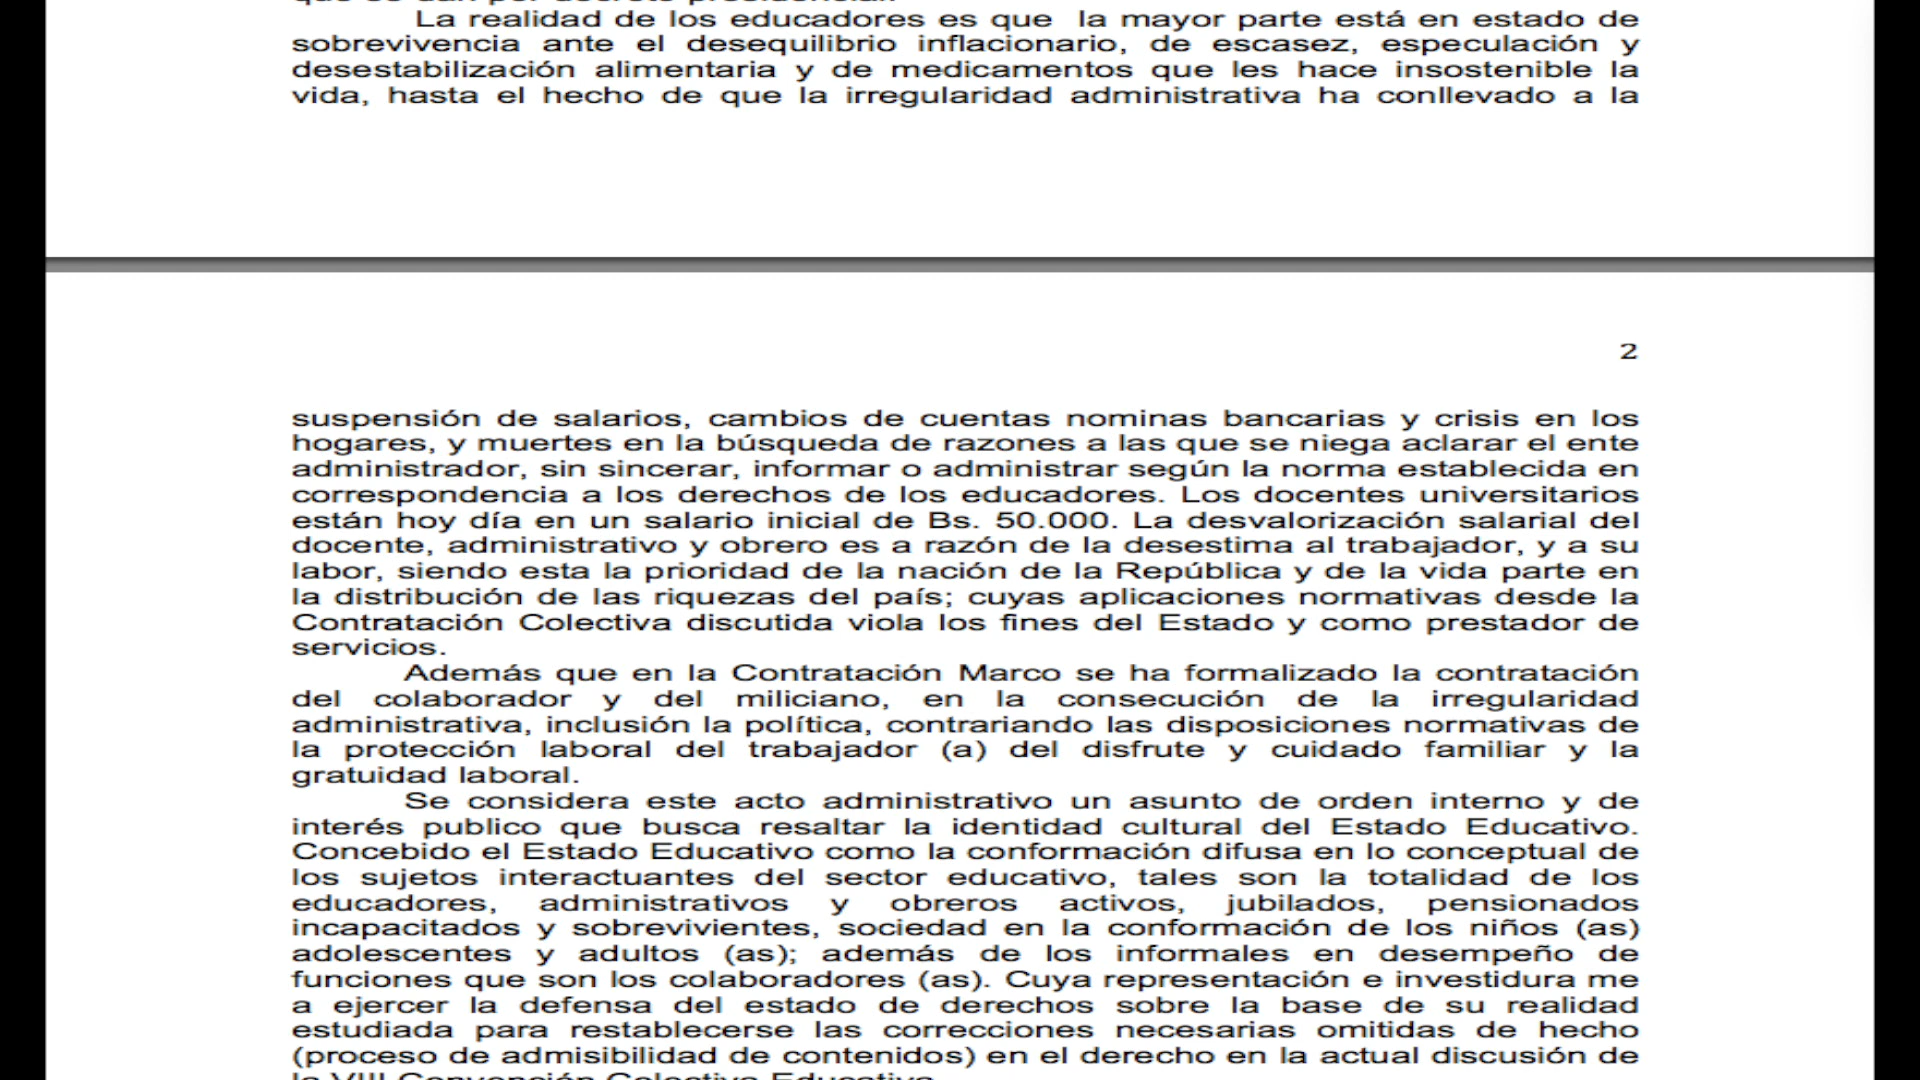 que se dan por decreto presidencial.
La realidad de los educadores es que la mayor parte está en estado de
sobrevivencia ante el desequilibrio inflacionario, de escasez, especulación y
desestabilización alimentaria y de medicamentos que les hace insostenible la
vida, hasta el hecho de que la irregularidad administrativa ha conllevado a la
2
suspensión de salarios, cambios de cuentas nominas bancarias y crisis en los
hogares, y muertes en la búsqueda de razones a las que se niega aclarar el ente
administrador, sin sincerar, informar o administrar según la norma establecida en
correspondencia a los derechos de los educadores. Los docentes universitarios
están hoy día en un salario inicial de Bs. 50.000. La desvalorización salarial del
docente, administrativo y obrero es a razón de la desestima al trabajador, y a su
labor, siendo esta la prioridad de la nación de la República y de la vida parte en
la distribución de las riquezas del país; cuyas aplicaciones normativas desde la
Contratación Colectiva discutida viola los fines del Estado y como prestador de
servicios.
Además que en la Contratación Marco se ha formalizado la contratación
del colaborador y del miliciano, en la consecución de la irregularidad
administrativa, inclusión la política, contrariando las disposiciones normativas de
la protección laboral del trabajador (a) del disfrute y cuidado familiar y la
gratuidad laboral.
Se considera este acto administrativo un asunto de orden interno y de
interés publico que busca resaltar la identidad cultural del Estado Educativo.
Concebido el Estado Educativo como la conformación difusa en lo conceptual de
los sujetos interactuantes del sector educativo, tales son la totalidad de los
educadores, administrativos y obreros activos, jubilados, pensionados
incapacitados y sobrevivientes, sociedad en la conformación de los niños (as)
adolescentes y adultos (as); además de los informales en desempeño de
funciones que son los colaboradores (as). Cuya representación e investidura me
a ejercer la defensa del estado de derechos sobre la base de su realidad
estudiada para restablecerse las correcciones necesarias omitidas de hecho
(proceso de admisibilidad de contenidos) en el derecho en la actual discusión de
la VIII Convención Colectiva Educativa.